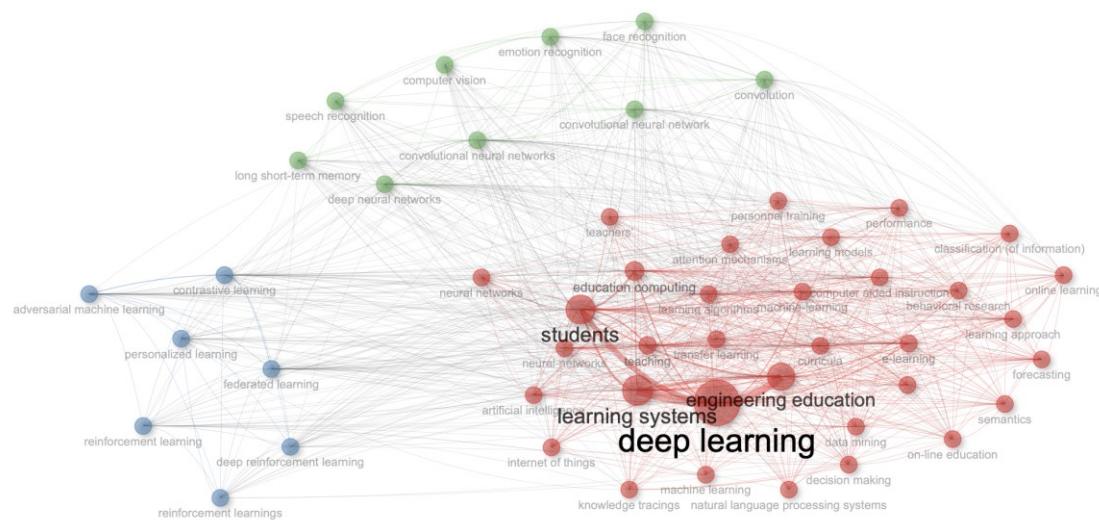 face recognition
emotion recognition
computer vision
convolution
speech recognition
convolutional neural network
convolutional neural networks
long short-term memory
deep neural networks
personnel training
performance
teachers'
classification (of information)
learning models
attention mechanisms
contrastive learning
education computing
neural networks
computer aided instruction
online learning
behavioral research
adversarial machine learning
learning algorithms
machine-learning
students
learning approach
personalized learning
neural networks
teaching
transfer learning
curricula
e-learning
forecasting
federated learning
engineering education
artificial intelligence
learning systems
semantics
deep learning
reinforcement learning
data mining
on-line education
deep reinforcement learning
internet of things
decision making
machine learning
knowledge tracings
natural language processing systems
reinforcement learnings